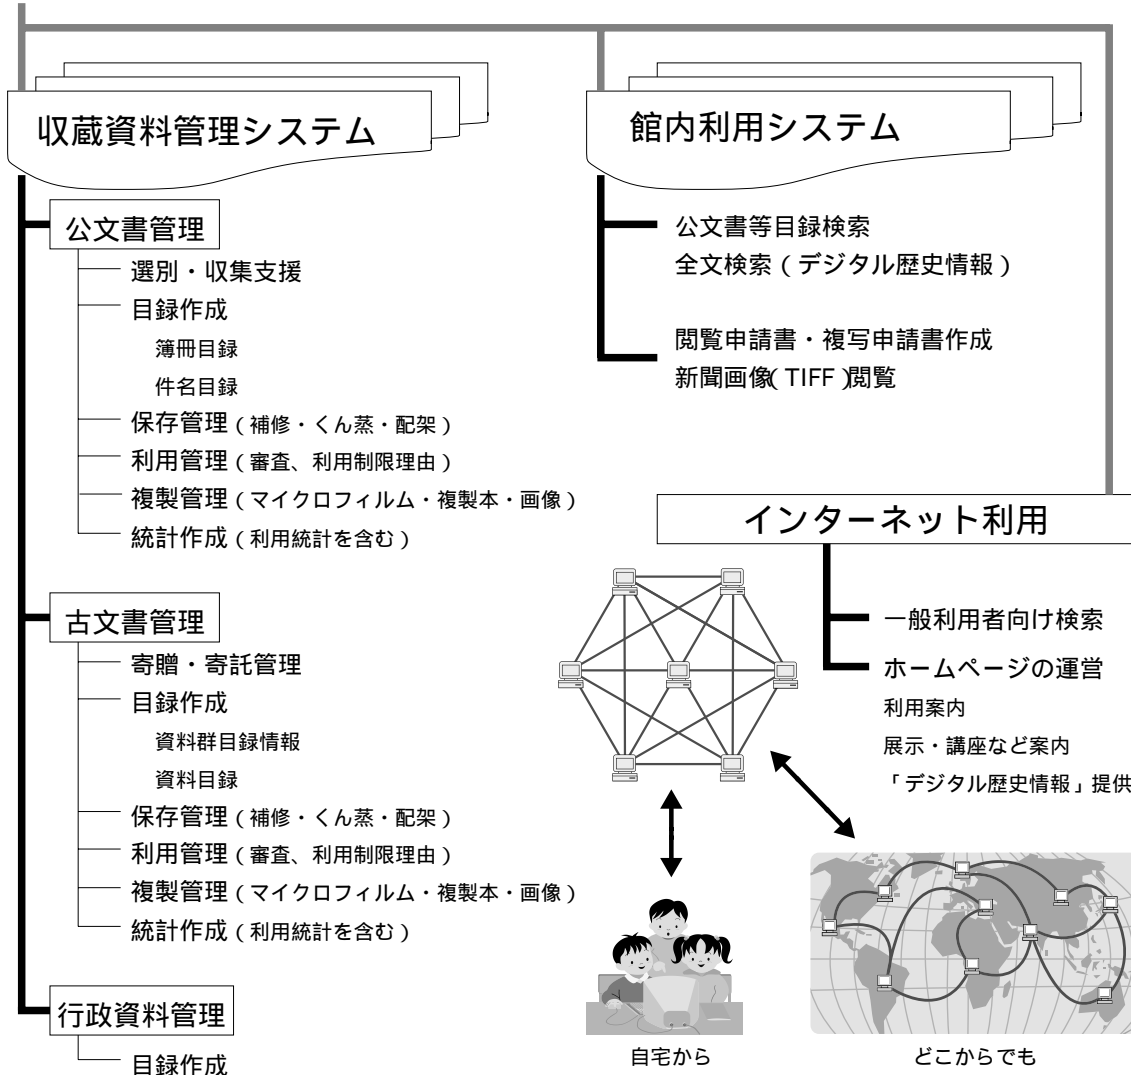 収蔵資料管理システム
公文書管理
選別・収集支援
目録作成
簿冊目録
件名目録
保存管理(補修・くん蒸・配架)
利用管理(審査、利用制限理由)
複製管理(マイクロフィルム・複製本・画像)
統計作成(利用統計を含む)
古文書管理
寄贈・寄託管理
目録作成
資料群目録情報
資料目録
保存管理(補修・くん蒸・配架)
利用管理(審査、利用制限理由)
複製管理(マイクロフィルム・複製本・画像)
統計作成(利用統計を含む)
行政資料管理
目録作成
館内利用システム
公文書等目録検索
全文検索(デジタル歴史情報)
閲覧申請書・複写申請書作成
新聞画像(TIFF)閲覧
インターネット利用
一般利用者向け検索
ホームページの運営
利用案内
展示・講座など案内
「デジタル歴史情報」提供
自宅から
どこからでも